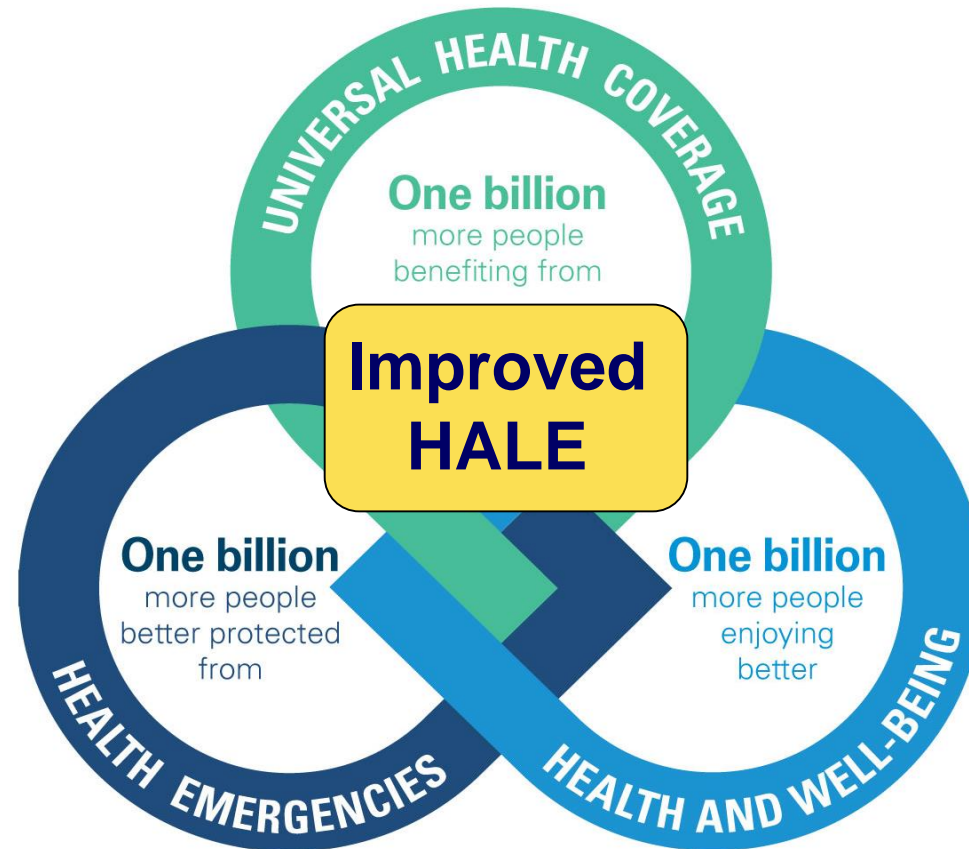 UNIVERSAL HEALTH COVERAGE
One billion
more people
benefiting from
Improved
HALE
One billion
more people
better protected
from
HEALTH EMERGENCIES
One billion
more people
enjoying
better
HEALTH AND WELL-BEING